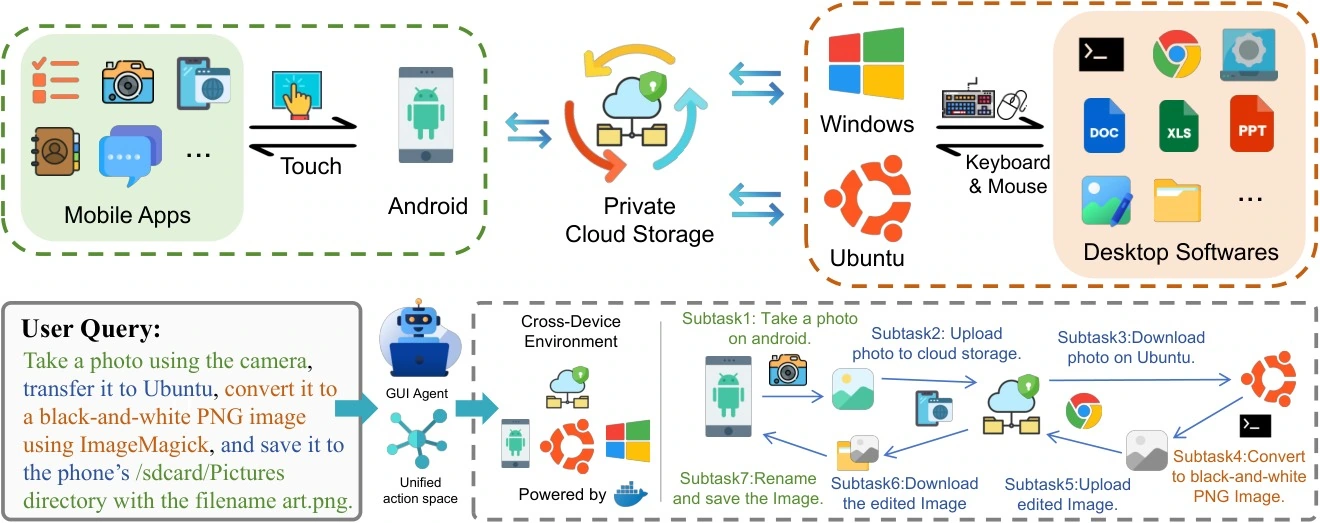 Mobile Apps
...
Touch
Android
Private
Cloud Storage
Windows
Ubuntu
Keyboard
& Mouse
DOC
XLS
PPT
...
Desktop Softwares
User Query:
Take a photo using the camera,
transfer it to Ubuntu, convert it to
a black-and-white PNG image
using ImageMagick, and save it to
the phone’s /sdcard/Pictures
directory with the filename art.png.
GUI Agent
Unified
action space
Cross-Device
Environment
Powered by
Subtask1: Take a photo
on android.
Subtask2: Upload
photo to cloud storage.
Subtask3:Download
photo on Ubuntu.
Subtask4:Convert
to black-and-white
PNG Image.
Subtask5:Upload
edited Image.
Subtask6:Download
the edited Image
Subtask7:Rename
and save the Image.